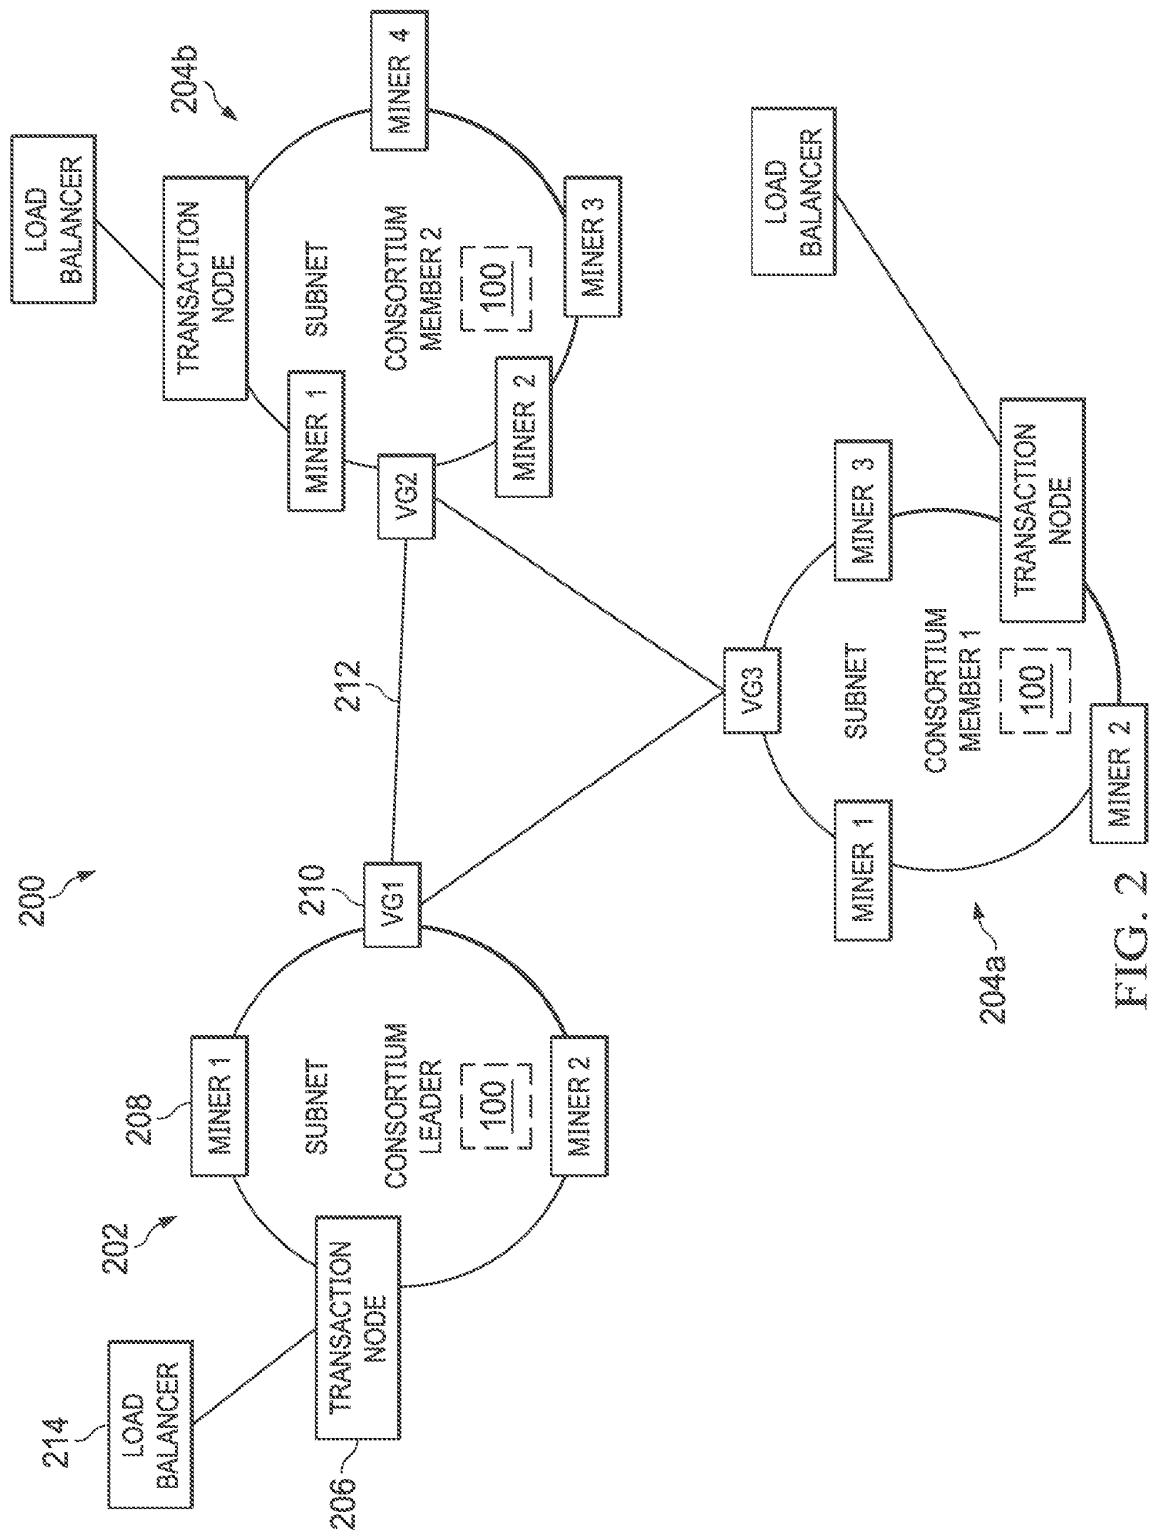 200
214
LOAD
BALANCER
202
208
MINER 1
206
TRANSACTION
NODE
SUBNET
CONSORTIUM
LEADER
100
MINER 2
210
VG1
212
LOAD
BALANCER
204b
TRANSACTION
NODE
MINER 1
SUBNET
VG2
CONSORTIUM
MEMBER 2
MINER 4
100
MINER 2
MINER 3
VG3
LOAD
BALANCER
MINER 1
SUBNET
MINER 3
204a
CONSORTIUM
MEMBER 1
100
TRANSACTION
NODE
MINER 2
FIG. 2